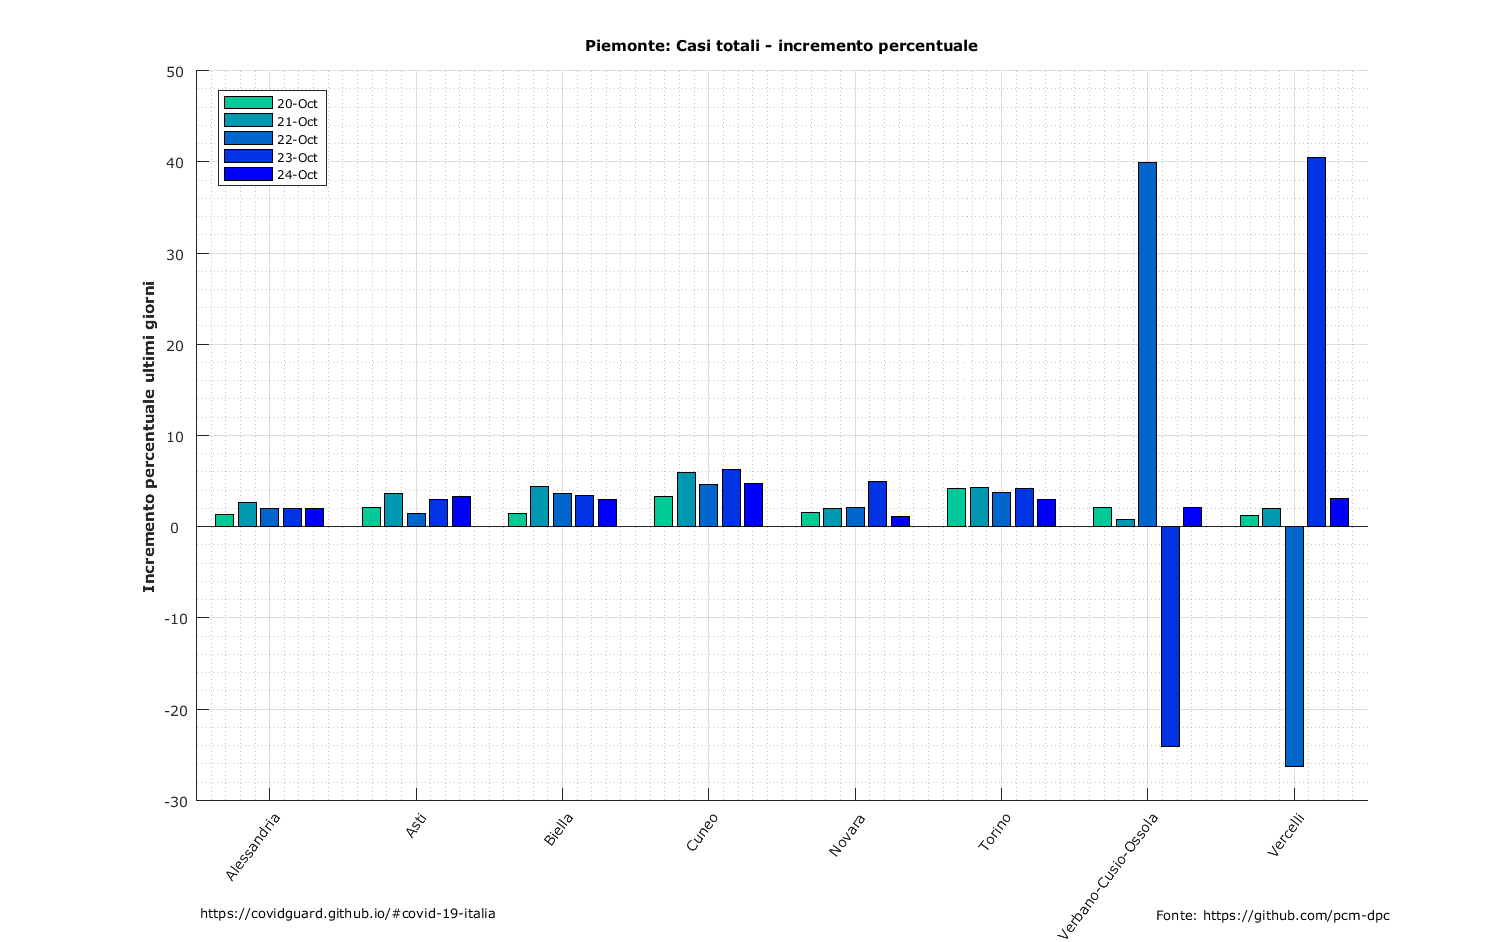 Piemonte: Casi totali - incremento percentuale
50
40
30
20
10
0
-10
-20
-30
Incremento percentuale ultimi giorni
20-Oct
21-Oct
22-Oct
23-Oct
24-Oct
Alessandria
Asti
Biella
Cuneo
Novara
Torino
Verbano-Cusio-Ossola
Vercelli
https://covidguard.github.io/#covid-19-italia
Fonte: https://github.com/pcm-dpc